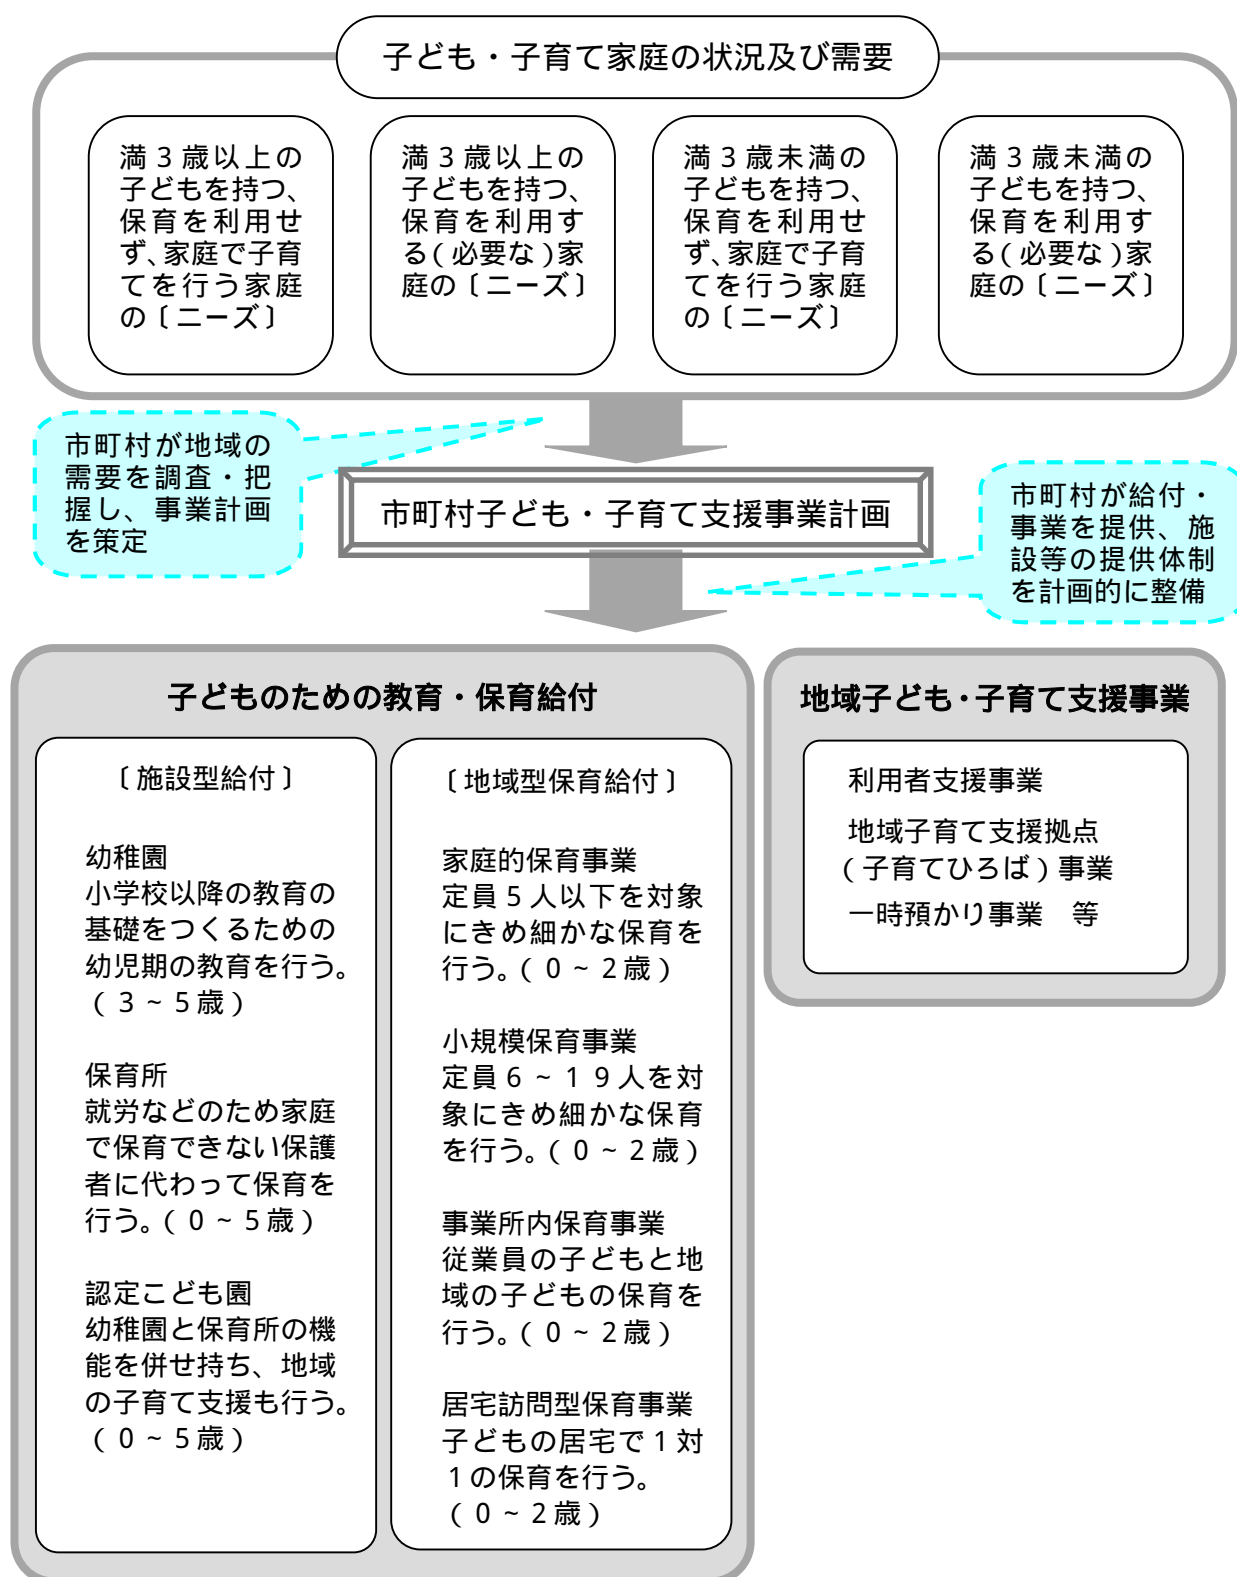 子ども・子育て家庭の状況及び需要
満３歳以上の
子どもを持つ、
保育を利用せ
ず、家庭で子育
てを行う家庭
の〔ニーズ〕
満３歳以上の
子どもを持つ、
保育を利用す
る（必要な）家
庭の〔ニーズ〕
満３歳未満の
子どもを持つ、
保育を利用せ
ず、家庭で子育
てを行う家庭
の〔ニーズ〕
満３歳未満の
子どもを持つ、
保育を利用す
る（必要な）家
庭の〔ニーズ〕
市町村が地域の
需要を調査・把
握し、事業計画
を策定
市町村子ども・子育て支援事業計画
市町村が給付・
事業を提供、施
設等の提供体制
を計画的に整備
子どものための教育・保育給付
〔施設型給付〕
幼稚園
小学校以降の教育の
基礎をつくるための
幼児期の教育を行う。
（３～５歳）
保育所
就労などのため家庭
で保育できない保護
者に代わって保育を
行う。（０～５歳）
認定こども園
幼稚園と保育所の機
能を併せ持ち、地域
の子育て支援も行う。
（０～５歳）
〔地域型保育給付〕
家庭的保育事業
定員５人以下を対象
にきめ細かな保育を
行う。（０～２歳）
小規模保育事業
定員６～１９人を対
象にきめ細かな保育
を行う。（０～２歳）
事業所内保育事業
従業員の子どもと地
域の子どもの保育を
行う。（０～２歳）
居宅訪問型保育事業
子どもの居宅で１対
１の保育を行う。
（０～２歳）
地域子ども・子育て支援事業
利用者支援事業
地域子育て支援拠点
（子育てひろば）事業
一時預かり事業　等